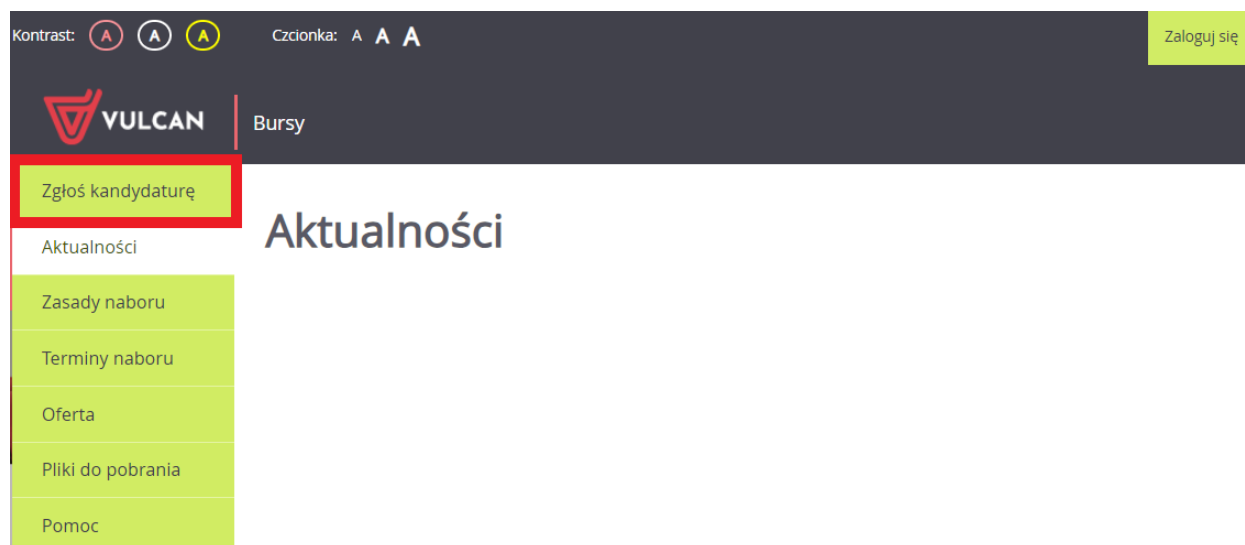 Kontrast: A A A Czcionka: A A A Zaloguj się
VULCAN Bursy
Zgłoś kandydaturę
Aktualności
Aktualności
Zasady naboru
Terminy naboru
Oferta
Pliki do pobrania
Pomoc